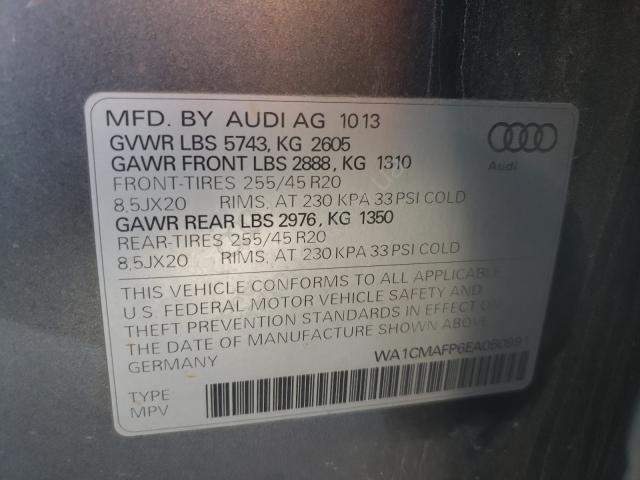 MFD. BY AUDI AG 10 13
GVWR LBS 5743, KG 2605
GAWR FRONT LBS 2888, KG 1310
FRONT-TIRES 255/45 R20
8,5JX20 RIMS, AT 230 KPA 33 PSI COLD
GAWR REAR LBS 2976, KG 1350
REAR-TIRES 255/45 R20
8,5JX20 RIMS, AT 230 KPA 33 PSI COLD
Audi
THIS VEHICLE CONFORMS TO ALL APPLICABLE
U.S. FEDERAL MOTOR VEHICLE SAFETY AND
THEFT PREVENTION STANDARDS IN EFFECT ON
THE DATE OF MANUFACTURE SHOWN ABOVE.
GERMANY
TYPE:
MPV